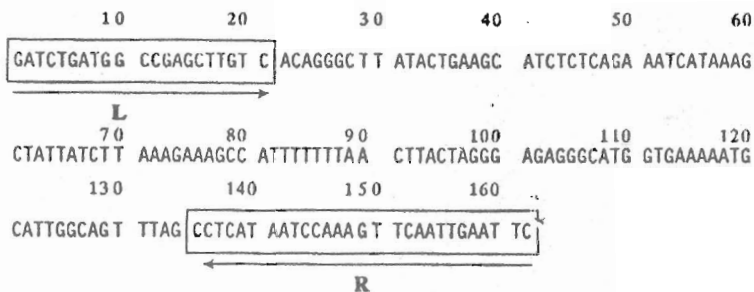 10 20 30 40 50 60
GATCTGATGG CCGAGCTTGT C ACAGGGCTT ATACTGAAGC ATCTCTCAGA AATCATAAAG
L
70 80 90 100 110 120
CTATTATCTT AAAGAAAGCC ATTTTTTTAA CTTACTAGGG AGAGGGCATG GTGAAAAATG
130 140 150 160
CATTGGCAGT TTAG CCTCAT AATCCAAAGT TCAATTGAAT TC
R